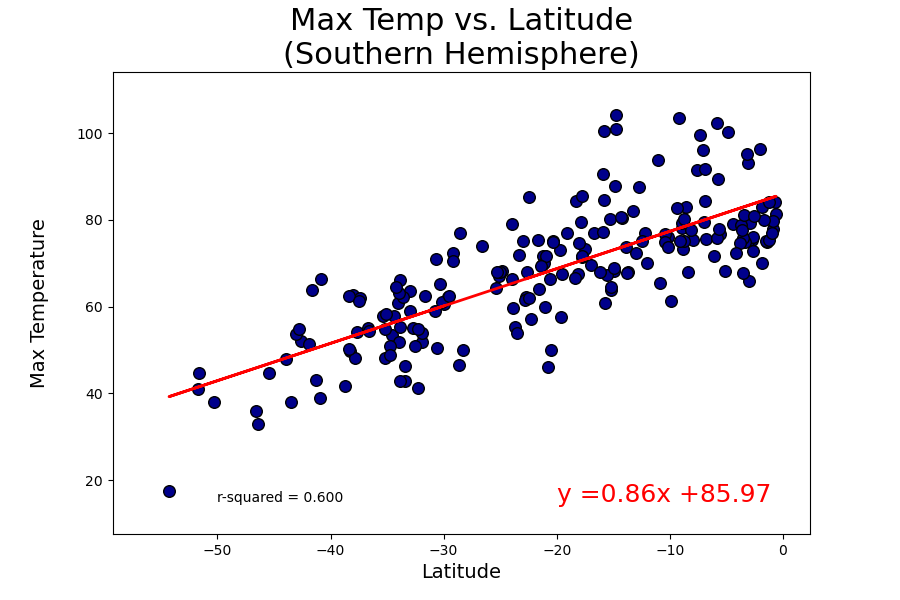 Max Temp vs. Latitude
(Southern Hemisphere)
Max Temperature
100
80
60
40
20
r-squared = 0.600
y =0.86x +85.97
−50
−40
−30
−20
−10
0
Latitude